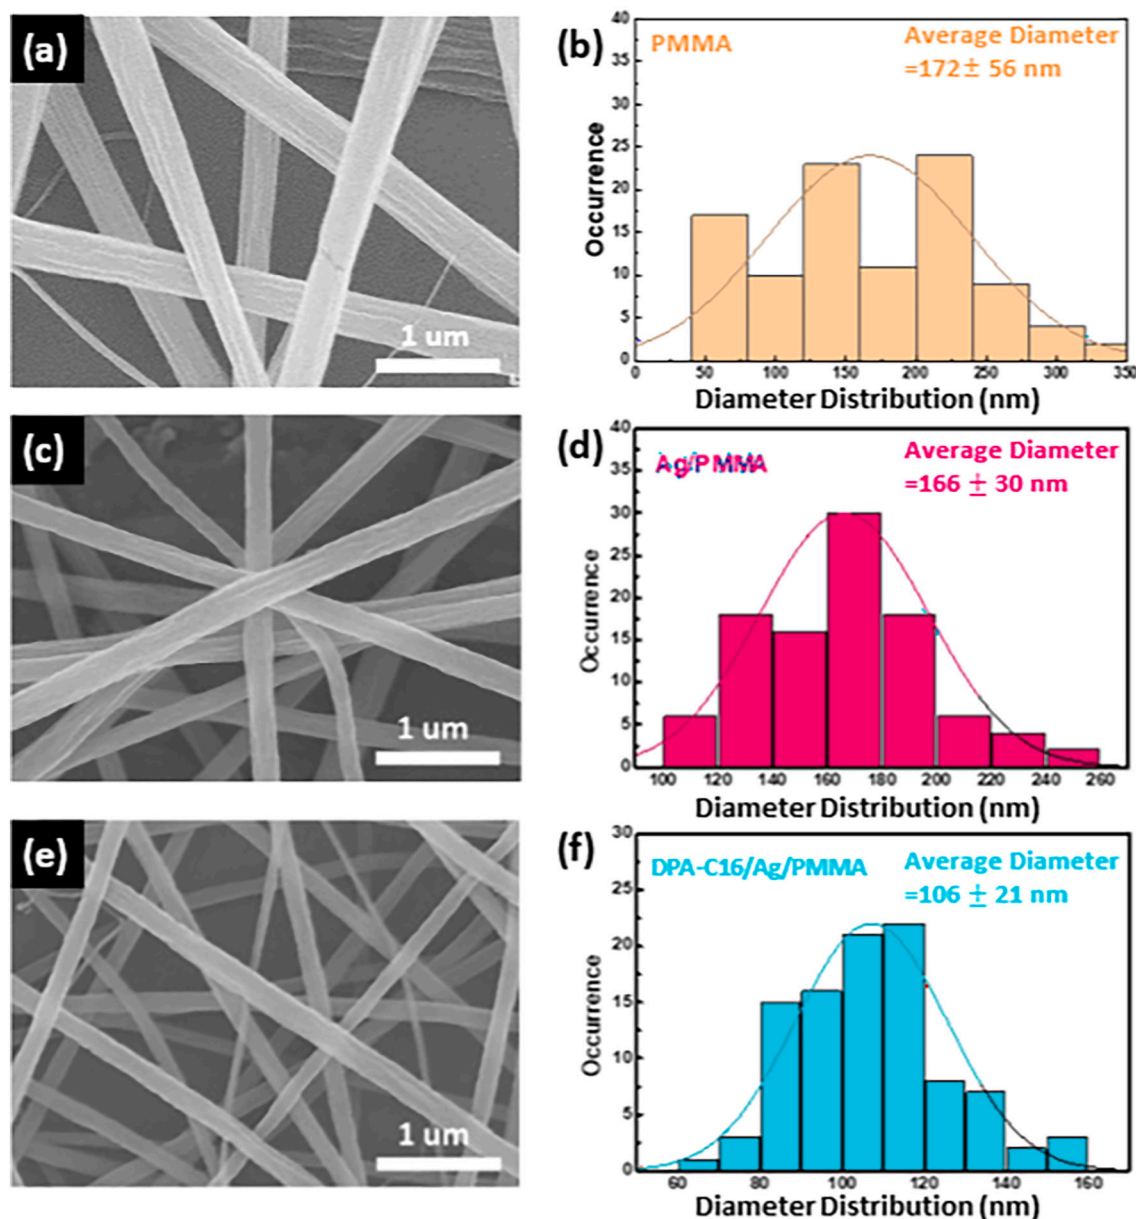 (a)
1 um
(b)
PMMA
Average Diameter
=172± 56 nm
Occurrence
40
35
30
25
20
15
10
5
0
0 50 100 150 200 250 300 350
Diameter Distribution (nm)
(c)
1 um
(d)
Ag/PMMA
Average Diameter
=166 ± 30 nm
Occurrence
40
35
30
25
20
15
10
5
0
100 120 140 160 180 200 220 240 260
Diameter Distribution (nm)
(e)
1 um
(f)
DPA-C16/Ag/PMMA
Average Diameter
=106 ± 21 nm
Occurrence
30
25
20
15
10
5
0
60 80 100 120 140 160
Diameter Distribution (nm)